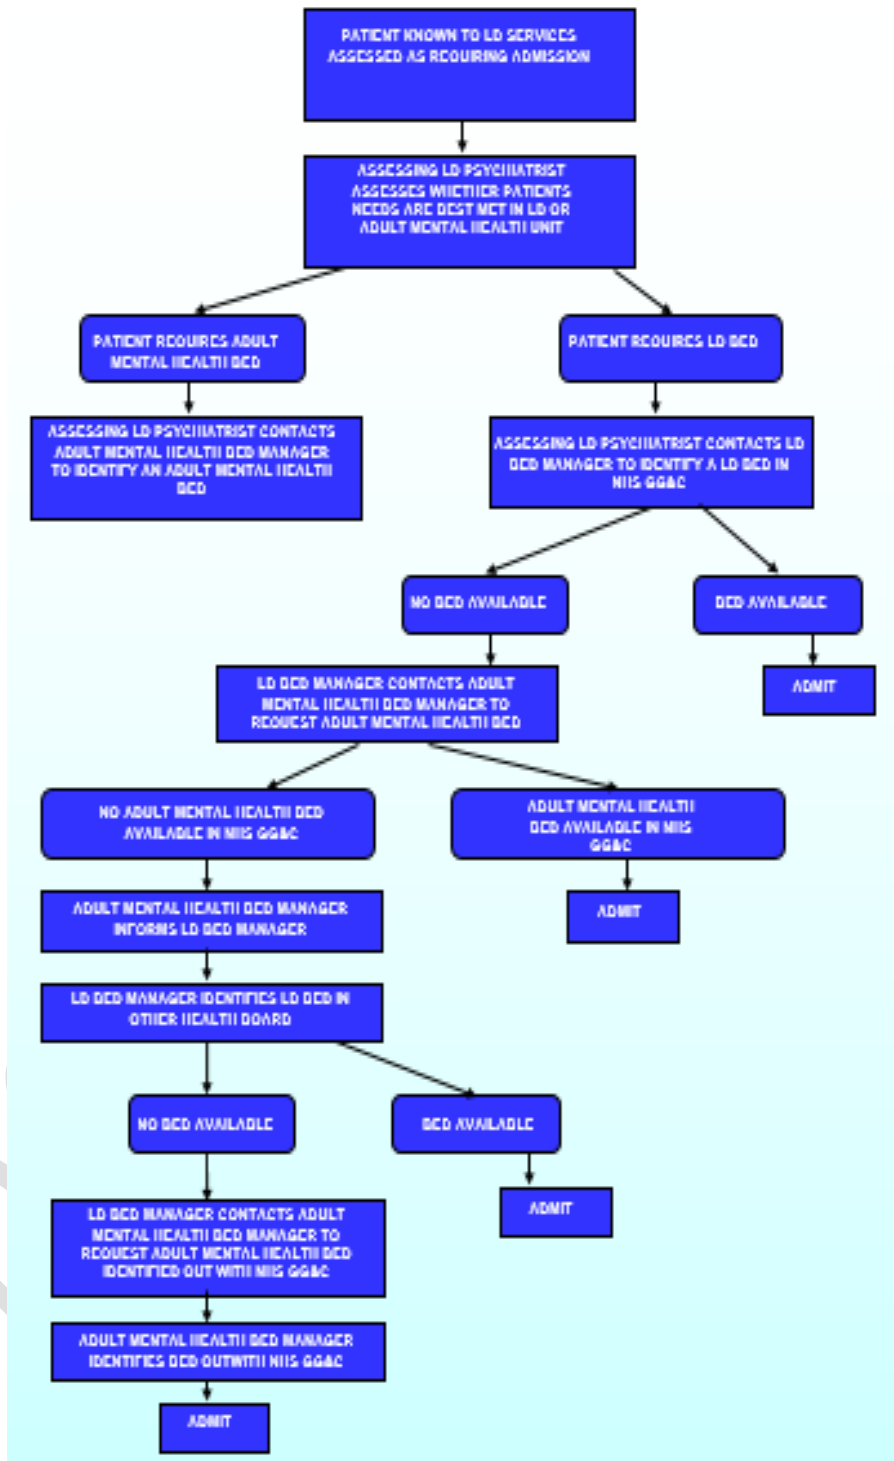 PATIENT KNOWN TO LD SERVICES
ASSESSED AS REQUIRING ADMISSION
ASSESSING LD PSYCHIATRIST
ASSESSES WHETHER PATIENTS
NEEDS ARE BEST MET IN LD OR
ADULT MENTAL HEALTH UNIT
PATIENT REQUIRES ADULT
MENTAL HEALTH BED
PATIENT REQUIRES LD BED
ASSESSING LD PSYCHIATRIST CONTACTS
ADULT MENTAL HEALTH BED MANAGER
TO IDENTIFY AN ADULT MENTAL HEALTH
BED
ASSESSING LD PSYCHIATRIST CONTACTS LD
BED MANAGER TO IDENTIFY A LD BED IN
NHS GG&C
NO BED AVAILABLE
BED AVAILABLE
LD BED MANAGER CONTACTS ADULT
MENTAL HEALTH BED MANAGER TO
REQUEST ADULT MENTAL HEALTH BED
ADMIT
NO ADULT MENTAL HEALTH BED
AVAILABLE IN NHS GG&C
ADULT MENTAL HEALTH
BED AVAILABLE IN NHS
GG&C
ADULT MENTAL HEALTH BED MANAGER
INFORMS LD BED MANAGER
ADMIT
LD BED MANAGER IDENTIFIES LD BED IN
OTHER HEALTH BOARD
NO BED AVAILABLE
BED AVAILABLE
LD BED MANAGER CONTACTS ADULT
MENTAL HEALTH BED MANAGER TO
REQUEST ADULT MENTAL HEALTH BED
IDENTIFIED OUT WITH NHS GG&C
ADMIT
ADULT MENTAL HEALTH BED MANAGER
IDENTIFIES BED OUTWITH NHS GG&C
ADMIT